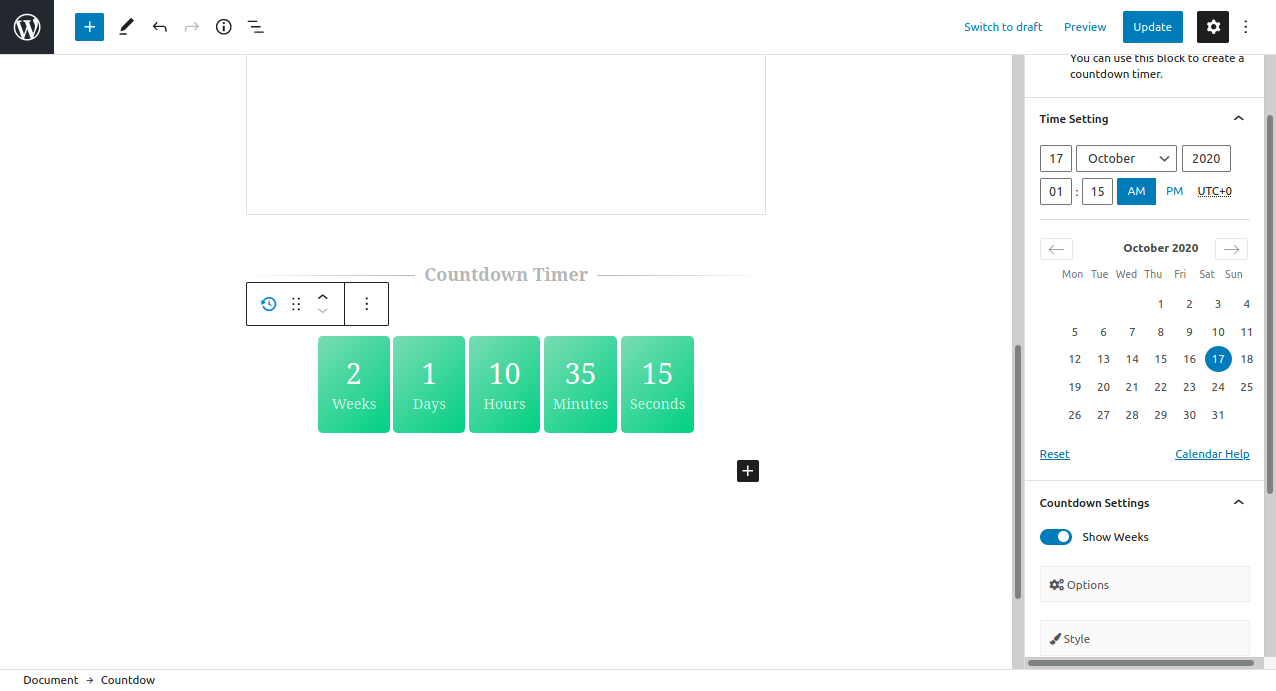 Switch to draft Preview Update
You can use this block to create a
countdown timer.
Time Setting
17 October 2020
01 : 15 AM PM UTC+0
October 2020
Mon Tue Wed Thu Fri Sat Sun
1 2 3 4
5 6 7 8 9 10 11
12 13 14 15 16 17 18
19 20 21 22 23 24 25
26 27 28 29 30 31
Reset Calendar Help
Countdown Settings
Show Weeks
Options
Style
Countdown Timer
2 1 10 35 15
Weeks Days Hours Minutes Seconds
Document → Countdow